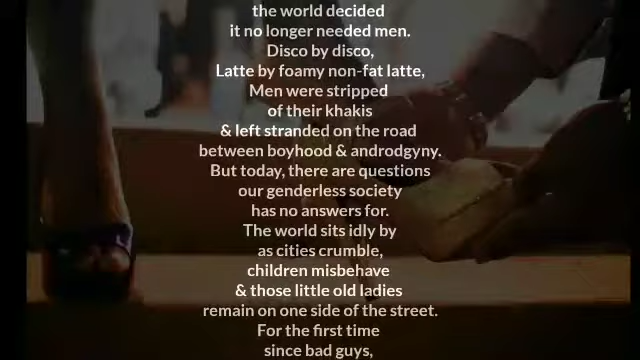 the world decided
it no longer needed men.
Disco by disco,
Latte by foamy non-fat latte,
Men were stripped
of their khakis
& left stranded on the road
between boyhood & androdgyny.
But today, there are questions
our genderless society
has no answers for.
The world sits idly by
as cities crumble,
children misbehave
& those little old ladies
remain on one side of the street.
For the first time
since bad guys,